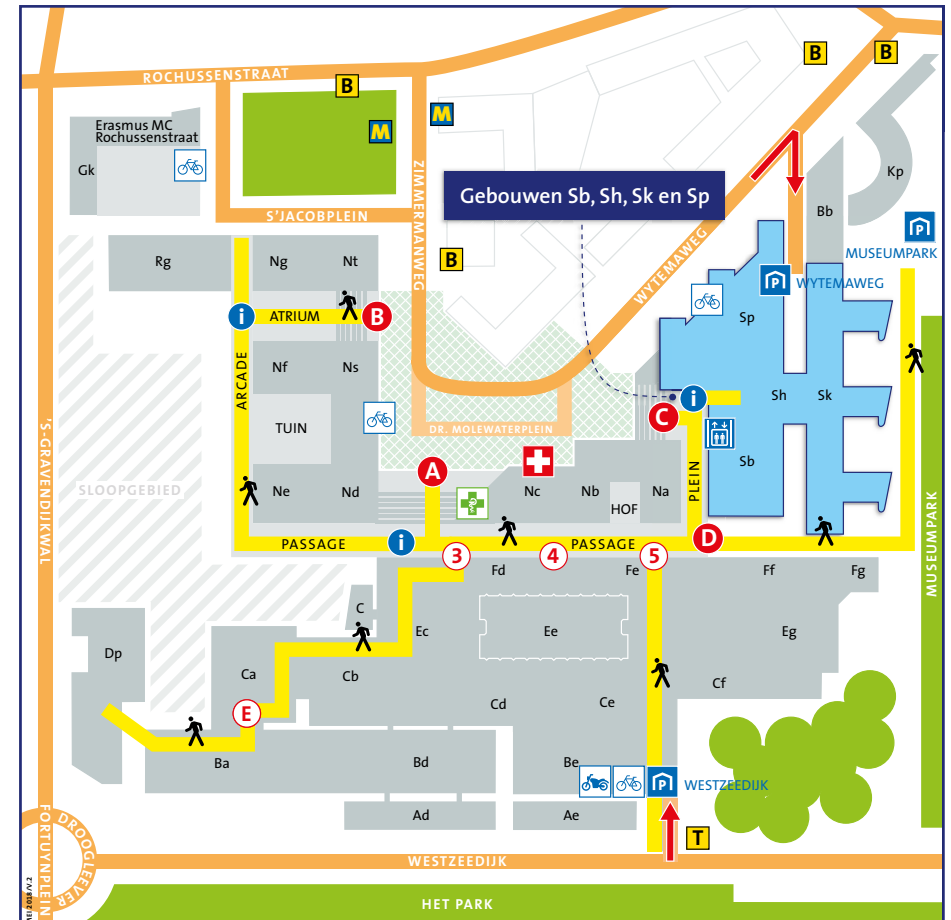 ROCHUSSENSTRAAT
B
B
B
M
M
Erasmus MC
Rochussenstraat
Gk
ZIMMERMANWEG
Kp
Gebouwen Sb, Sh, Sk en Sp
Bb
S'JACOBPLEIN
MUSEUMPARK
P
WYTEMAWEG
B
Rg
Ng
Nt
P
WYTEMAWEG
i
ATRIUM
B
Sp
ARCADE
Nf
Ns
Sh
Sk
i
C
TUIN
DR. MOLEWATERPLEIN
'S-GRAVENDIJKWAL
SLOOPGEBIED
A
PLEIN
Sb
Ne
Nd
Nc
Nb
Na
HOF
MUSEUMPARK
PASSAGE
i
PASSAGE
D
3
4
5
Fd
Fe
Ff
Fg
C
Ec
Ee
Eg
Dp
Ca
Cb
Cf
Cd
Ce
E
Ba
Bd
Be
P
WESTZEEDIJK
Ad
Ae
T
DROOGLEEVER
FORTUYNPLEIN
WESTZEEDIJK
MEI 2018/V.2
HET PARK